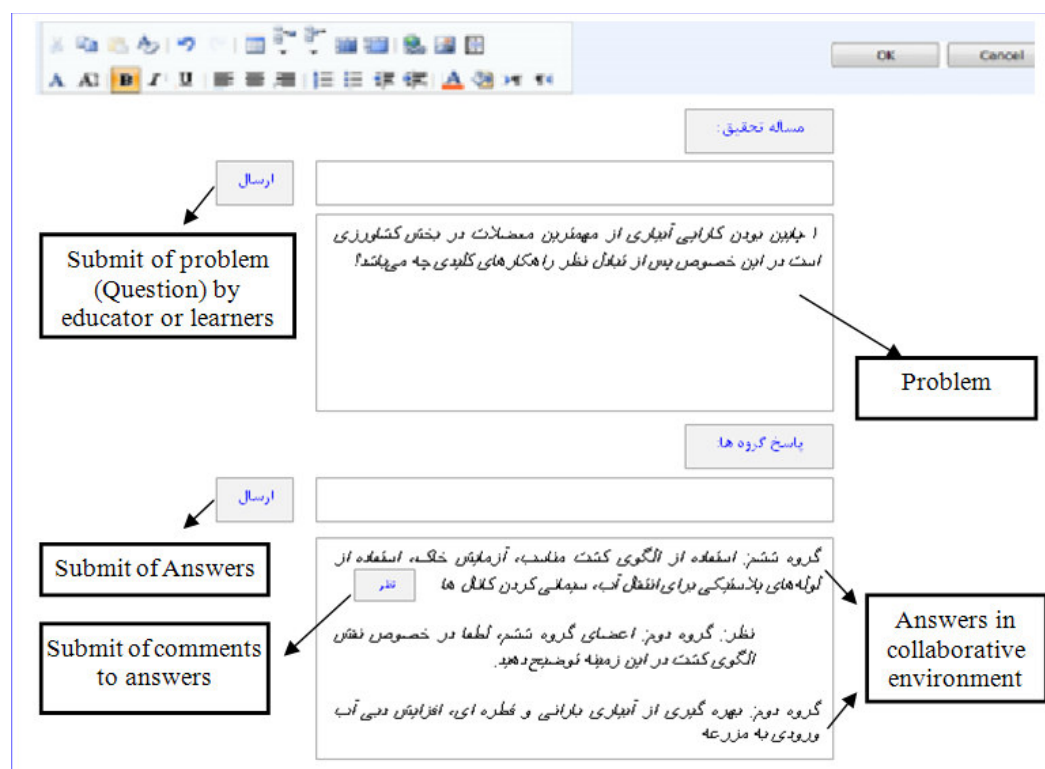 OK
Cancel
مساله تحقیق:
ارسال
۱ پایین بودن کارایی آبیاری از مهمترین معضلات در بخش کشاورزی
است در این خصوص پس از تبادل نظر راهکارهای کلیدی چه می‌باشد؟
Submit of problem
(Question) by
educator or learners
Problem
پاسخ گروه ها:
ارسال
Submit of Answers
گروه ششم: استفاده از الگوی کشت مناسب، آزمایش خاک، استفاده از
لوله‌های پلاستیکی برای انتقال آب، سیمانی کردن کانال ها
نظر
Submit of comments
to answers
نظر: گروه دوم: اعضای گروه ششم، لطفا در خصوص نقش
الگوی کشت در این زمینه توضیح دهید.
Answers in
collaborative
environment
گروه دوم: بهره گیری از آبیاری بارانی و قطره ای، افزایش دبی آب
ورودی به مزرعه